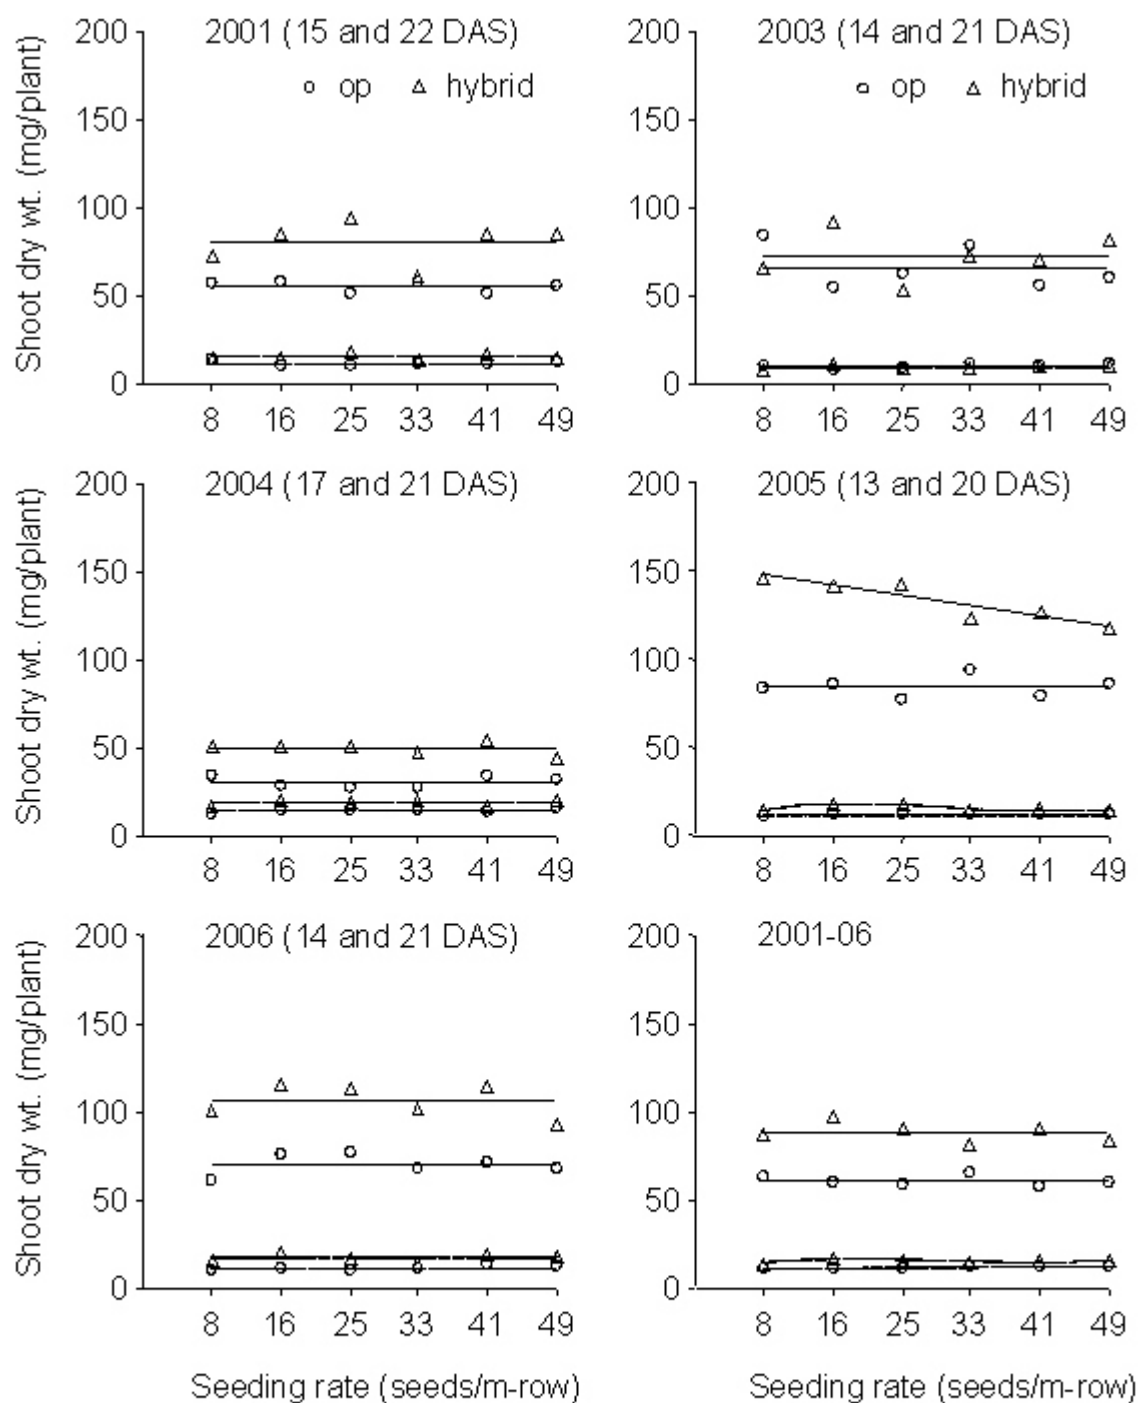 2001 (15 and 22 DAS)
op hybrid
Shoot dry wt. (mg/plant)
200
150
100
50
0
8 16 25 33 41 49
2003 (14 and 21 DAS)
op hybrid
200
150
100
50
0
8 16 25 33 41 49
2004 (17 and 21 DAS)
Shoot dry wt. (mg/plant)
200
150
100
50
0
8 16 25 33 41 49
2005 (13 and 20 DAS)
200
150
100
50
0
8 16 25 33 41 49
2006 (14 and 21 DAS)
Shoot dry wt. (mg/plant)
200
150
100
50
0
8 16 25 33 41 49
Seeding rate (seeds/m-row)
2001-06
200
150
100
50
0
8 16 25 33 41 49
Seeding rate (seeds/m-row)